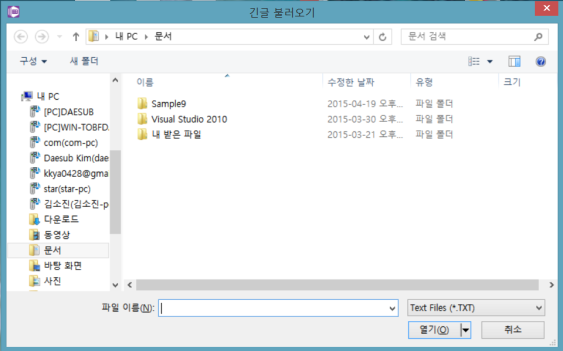 긴글 불러오기
내 PC
문서
문서 검색
구성
새 폴더
이름
수정한 날짜
유형
크기
내 PC
[PC]DAESUB
[PC]WIN-TOBFD
com(com-pc)
Daesub Kim(dae
kkya0428@gma
star(star-pc)
김소진(김소진-p
다운로드
동영상
문서
바탕 화면
사진
Sample9 2015-04-19 오후... 파일 폴더
Visual Studio 2010 2015-03-30 오후... 파일 폴더
내 받은 파일 2015-03-21 오후... 파일 폴더
파일 이름(N):
Text Files (*.TXT)
열기(O)
취소